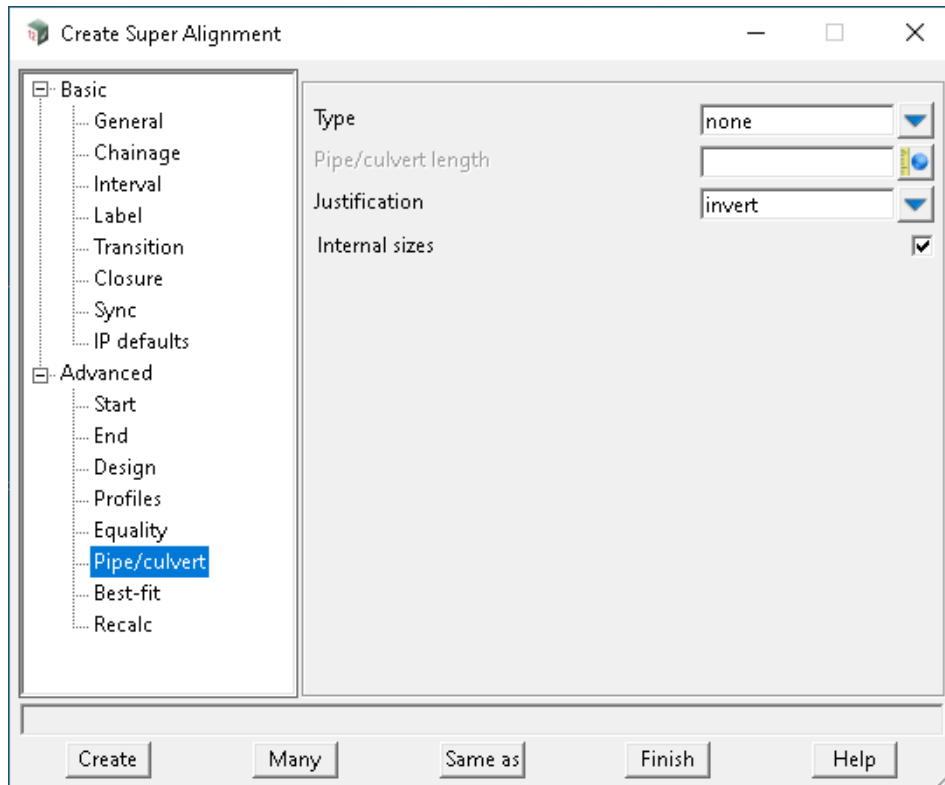 Create Super Alignment
Basic
General
Chainage
Interval
Label
Transition
Closure
Sync
IP defaults
Advanced
Start
End
Design
Profiles
Equality
Pipe/culvert
Best-fit
Recalc
Type none
Pipe/culvert length
Justification invert
Internal sizes
Create Many Same as Finish Help